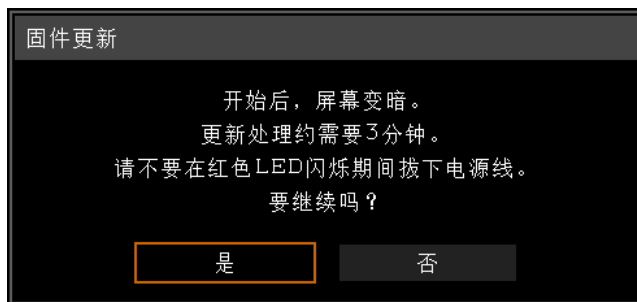 固件更新
开始后，屏幕变暗。
更新处理约需要3分钟。
请不要在红色LED闪烁期间拔下电源线。
要继续吗？
是
否